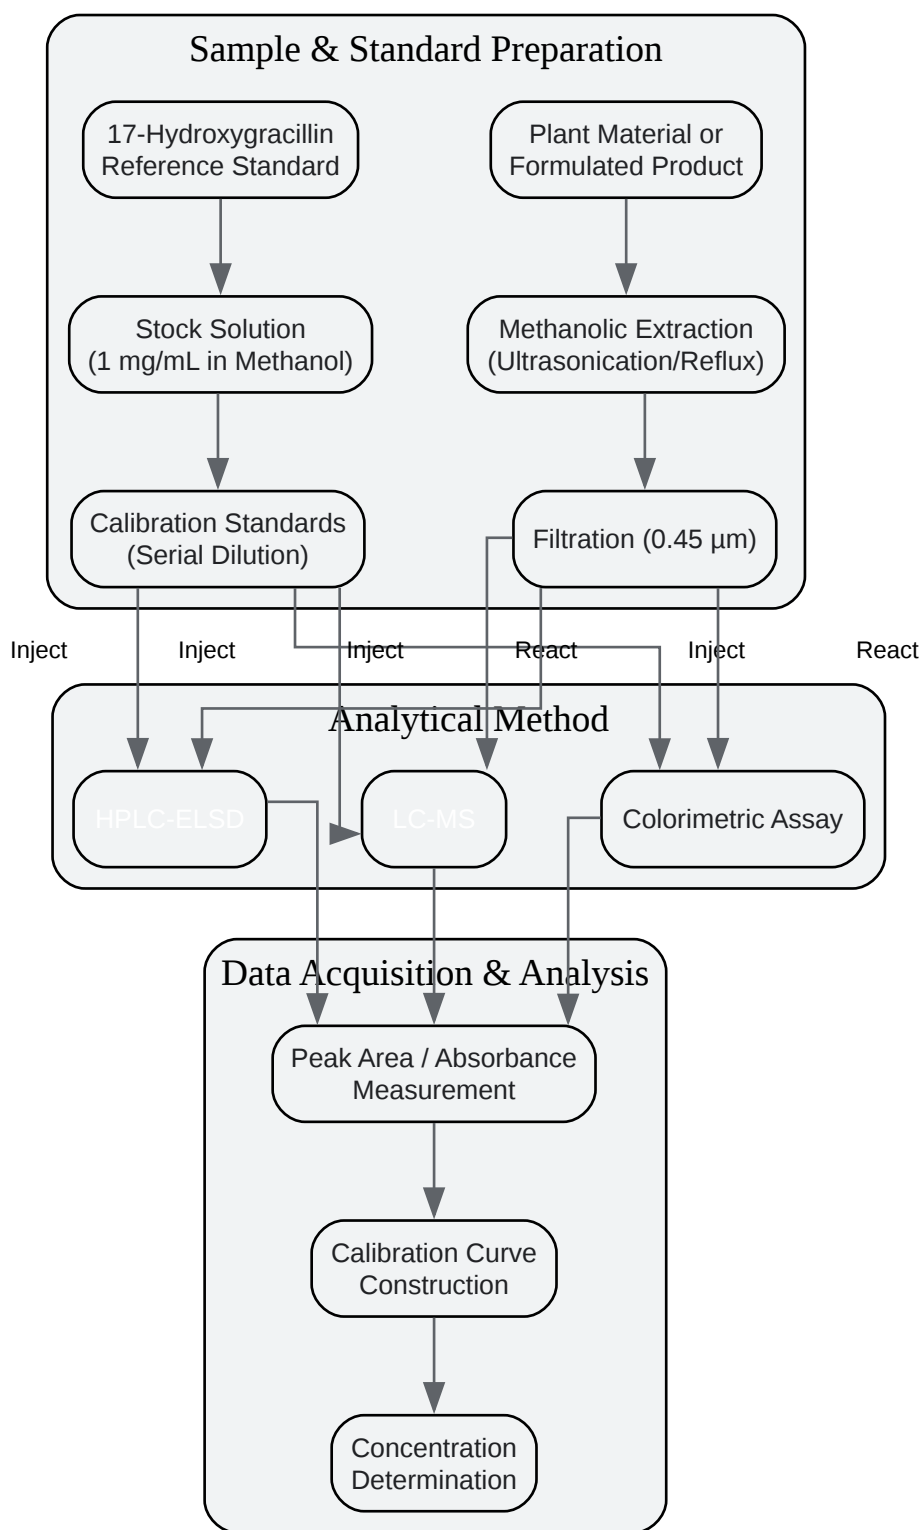 Sample & Standard Preparation
17-Hydroxygracillin
Reference Standard
Plant Material or
Formulated Product
Stock Solution
(1 mg/mL in Methanol)
Methanolic Extraction
(Ultrasonication/Reflux)
Calibration Standards
(Serial Dilution)
Filtration (0.45 µm)
Inject
Inject
Inject
React
Inject
React
Analytical Method
HPLC-ELSD
LC-MS
Colorimetric Assay
Data Acquisition & Analysis
Peak Area / Absorbance
Measurement
Calibration Curve
Construction
Concentration
Determination